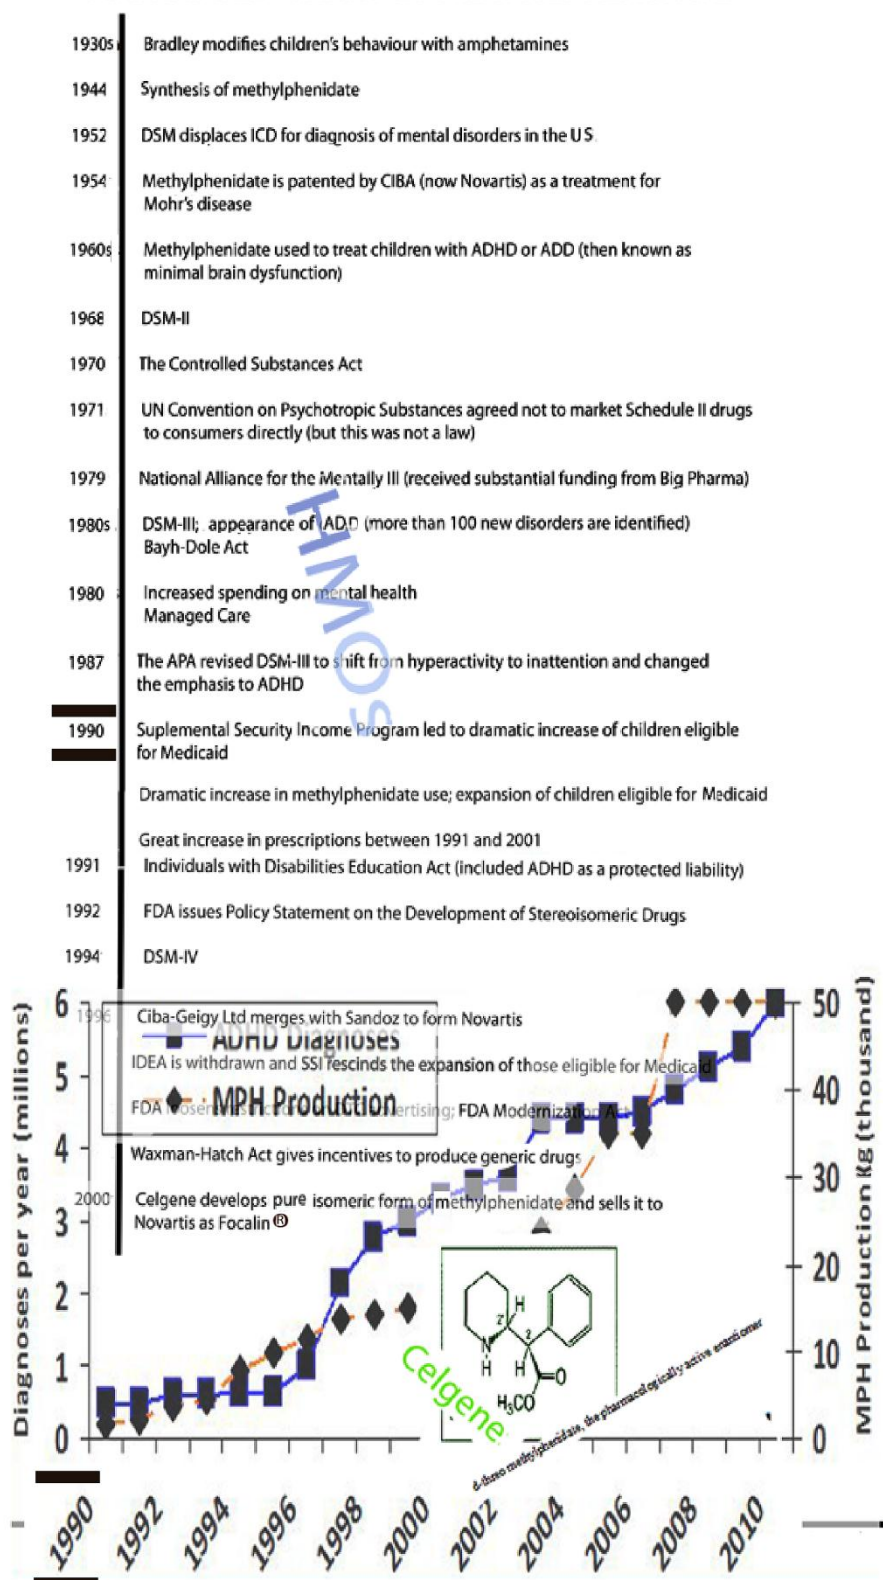 1930s Bradley modifies children's behaviour with amphetamines
1944 Synthesis of methylphenidate
1952 DSM displaces ICD for diagnosis of mental disorders in the US
1954 Methylphenidate is patented by CIBA (now Novartis) as a treatment for
Mohr's disease
1960s Methylphenidate used to treat children with ADHD or ADD (then known as
minimal brain dysfunction)
1968 DSM-II
1970 The Controlled Substances Act
1971 UN Convention on Psychotropic Substances agreed not to market Schedule II drugs
to consumers directly (but this was not a law)
1979 National Alliance for the Mentally Ill (received substantial funding from Big Pharma)
1980s DSM-III; appearance of ADD (more than 100 new disorders are identified)
Bayh-Dole Act
HMOs
1980 Increased spending on mental health
Managed Care
1987 The APA revised DSM-III to shift from hyperactivity to inattention and changed
the emphasis to ADHD
1990 Suplemental Security Income Program led to dramatic increase of children eligible
for Medicaid
Dramatic increase in methylphenidate use; expansion of children eligible for Medicaid
Great increase in prescriptions between 1991 and 2001
1991 Individuals with Disabilities Education Act (included ADHD as a protected liability)
1992 FDA issues Policy Statement on the Development of Stereoisomeric Drugs
1994 DSM-IV
1996 Ciba-Geigy Ltd merges with Sandoz to form Novartis
ADHD Diagnoses
IDEA is withdrawn and SSI rescinds the expansion of those eligible for Medicaid
MPH Production
FDA advertising; FDA Modernization Act
Waxman-Hatch Act gives incentives to produce generic drugs
2000 Celgene develops pure isomeric form of methylphenidate and sells it to
Novartis as Focalin ®
Diagnoses per year (millions)
6
5
4
3
2
1
0
MPH Production Kg (thousand)
50
40
30
20
10
0
H
2'
2
N
H
H
O
H₃CO
Celgene
d-threo methylphenidate, the pharmacologically active enantiomer
1990 1992 1994 1996 1998 2000 2002 2004 2006 2008 2010